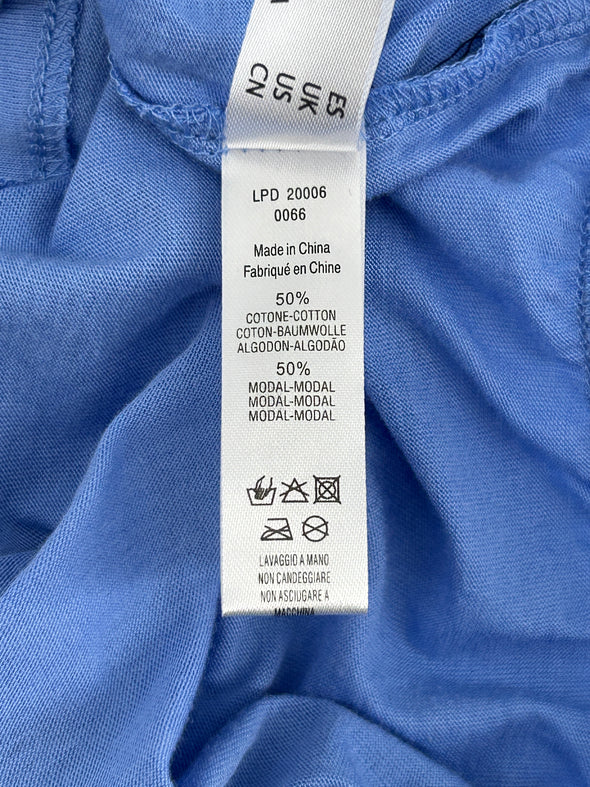 ES
UK
US
CN
LPD 20006
0066
Made in China
Fabriqué en Chine
50%
COTONE-COTTON
COTON-BAUMWOLLE
ALGODON-ALGODÃO
50%
MODAL-MODAL
MODAL-MODAL
MODAL-MODAL
LAVAGGIO A MANO
NON CANDEGGIARE
NON ASCIUGARE A
MACCHINA